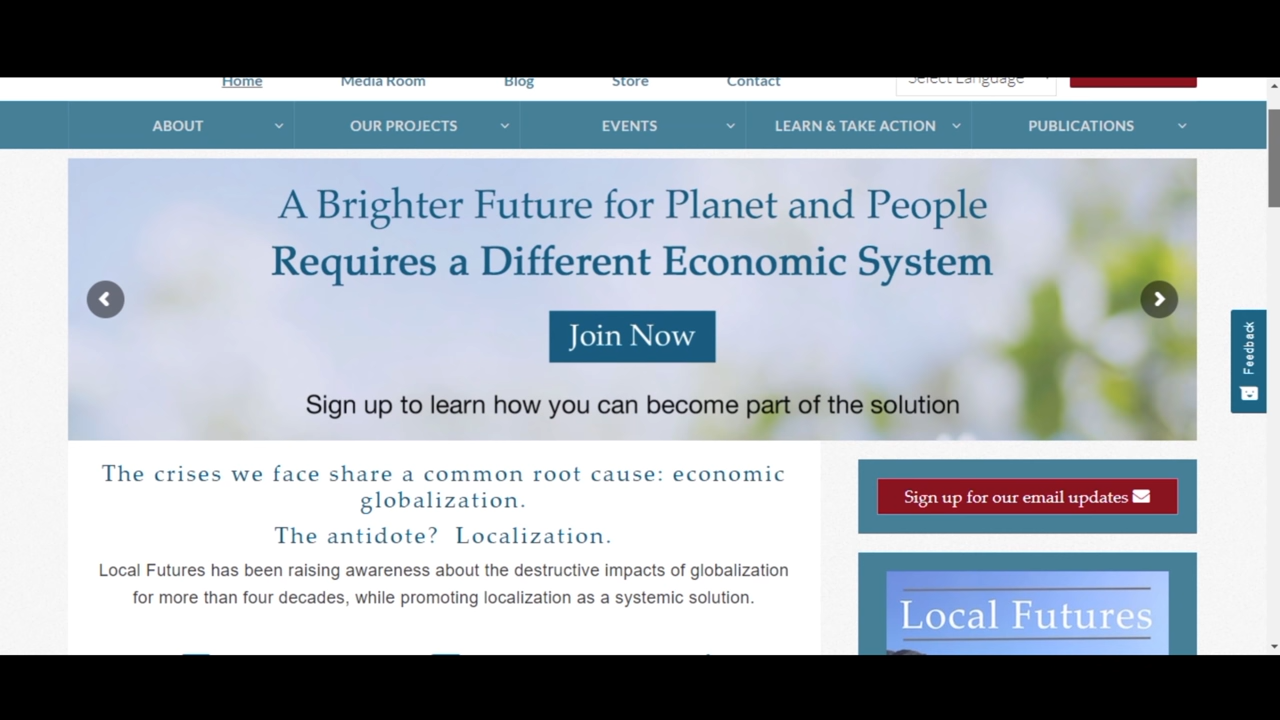 Home Media Room Blog Store Contact Select Language
ABOUT OUR PROJECTS EVENTS LEARN & TAKE ACTION PUBLICATIONS
A Brighter Future for Planet and People
Requires a Different Economic System
Join Now
Sign up to learn how you can become part of the solution
Feedback
The crises we face share a common root cause: economic
globalization.
The antidote? Localization.
Local Futures has been raising awareness about the destructive impacts of globalization
for more than four decades, while promoting localization as a systemic solution.
Sign up for our email updates
Local Futures